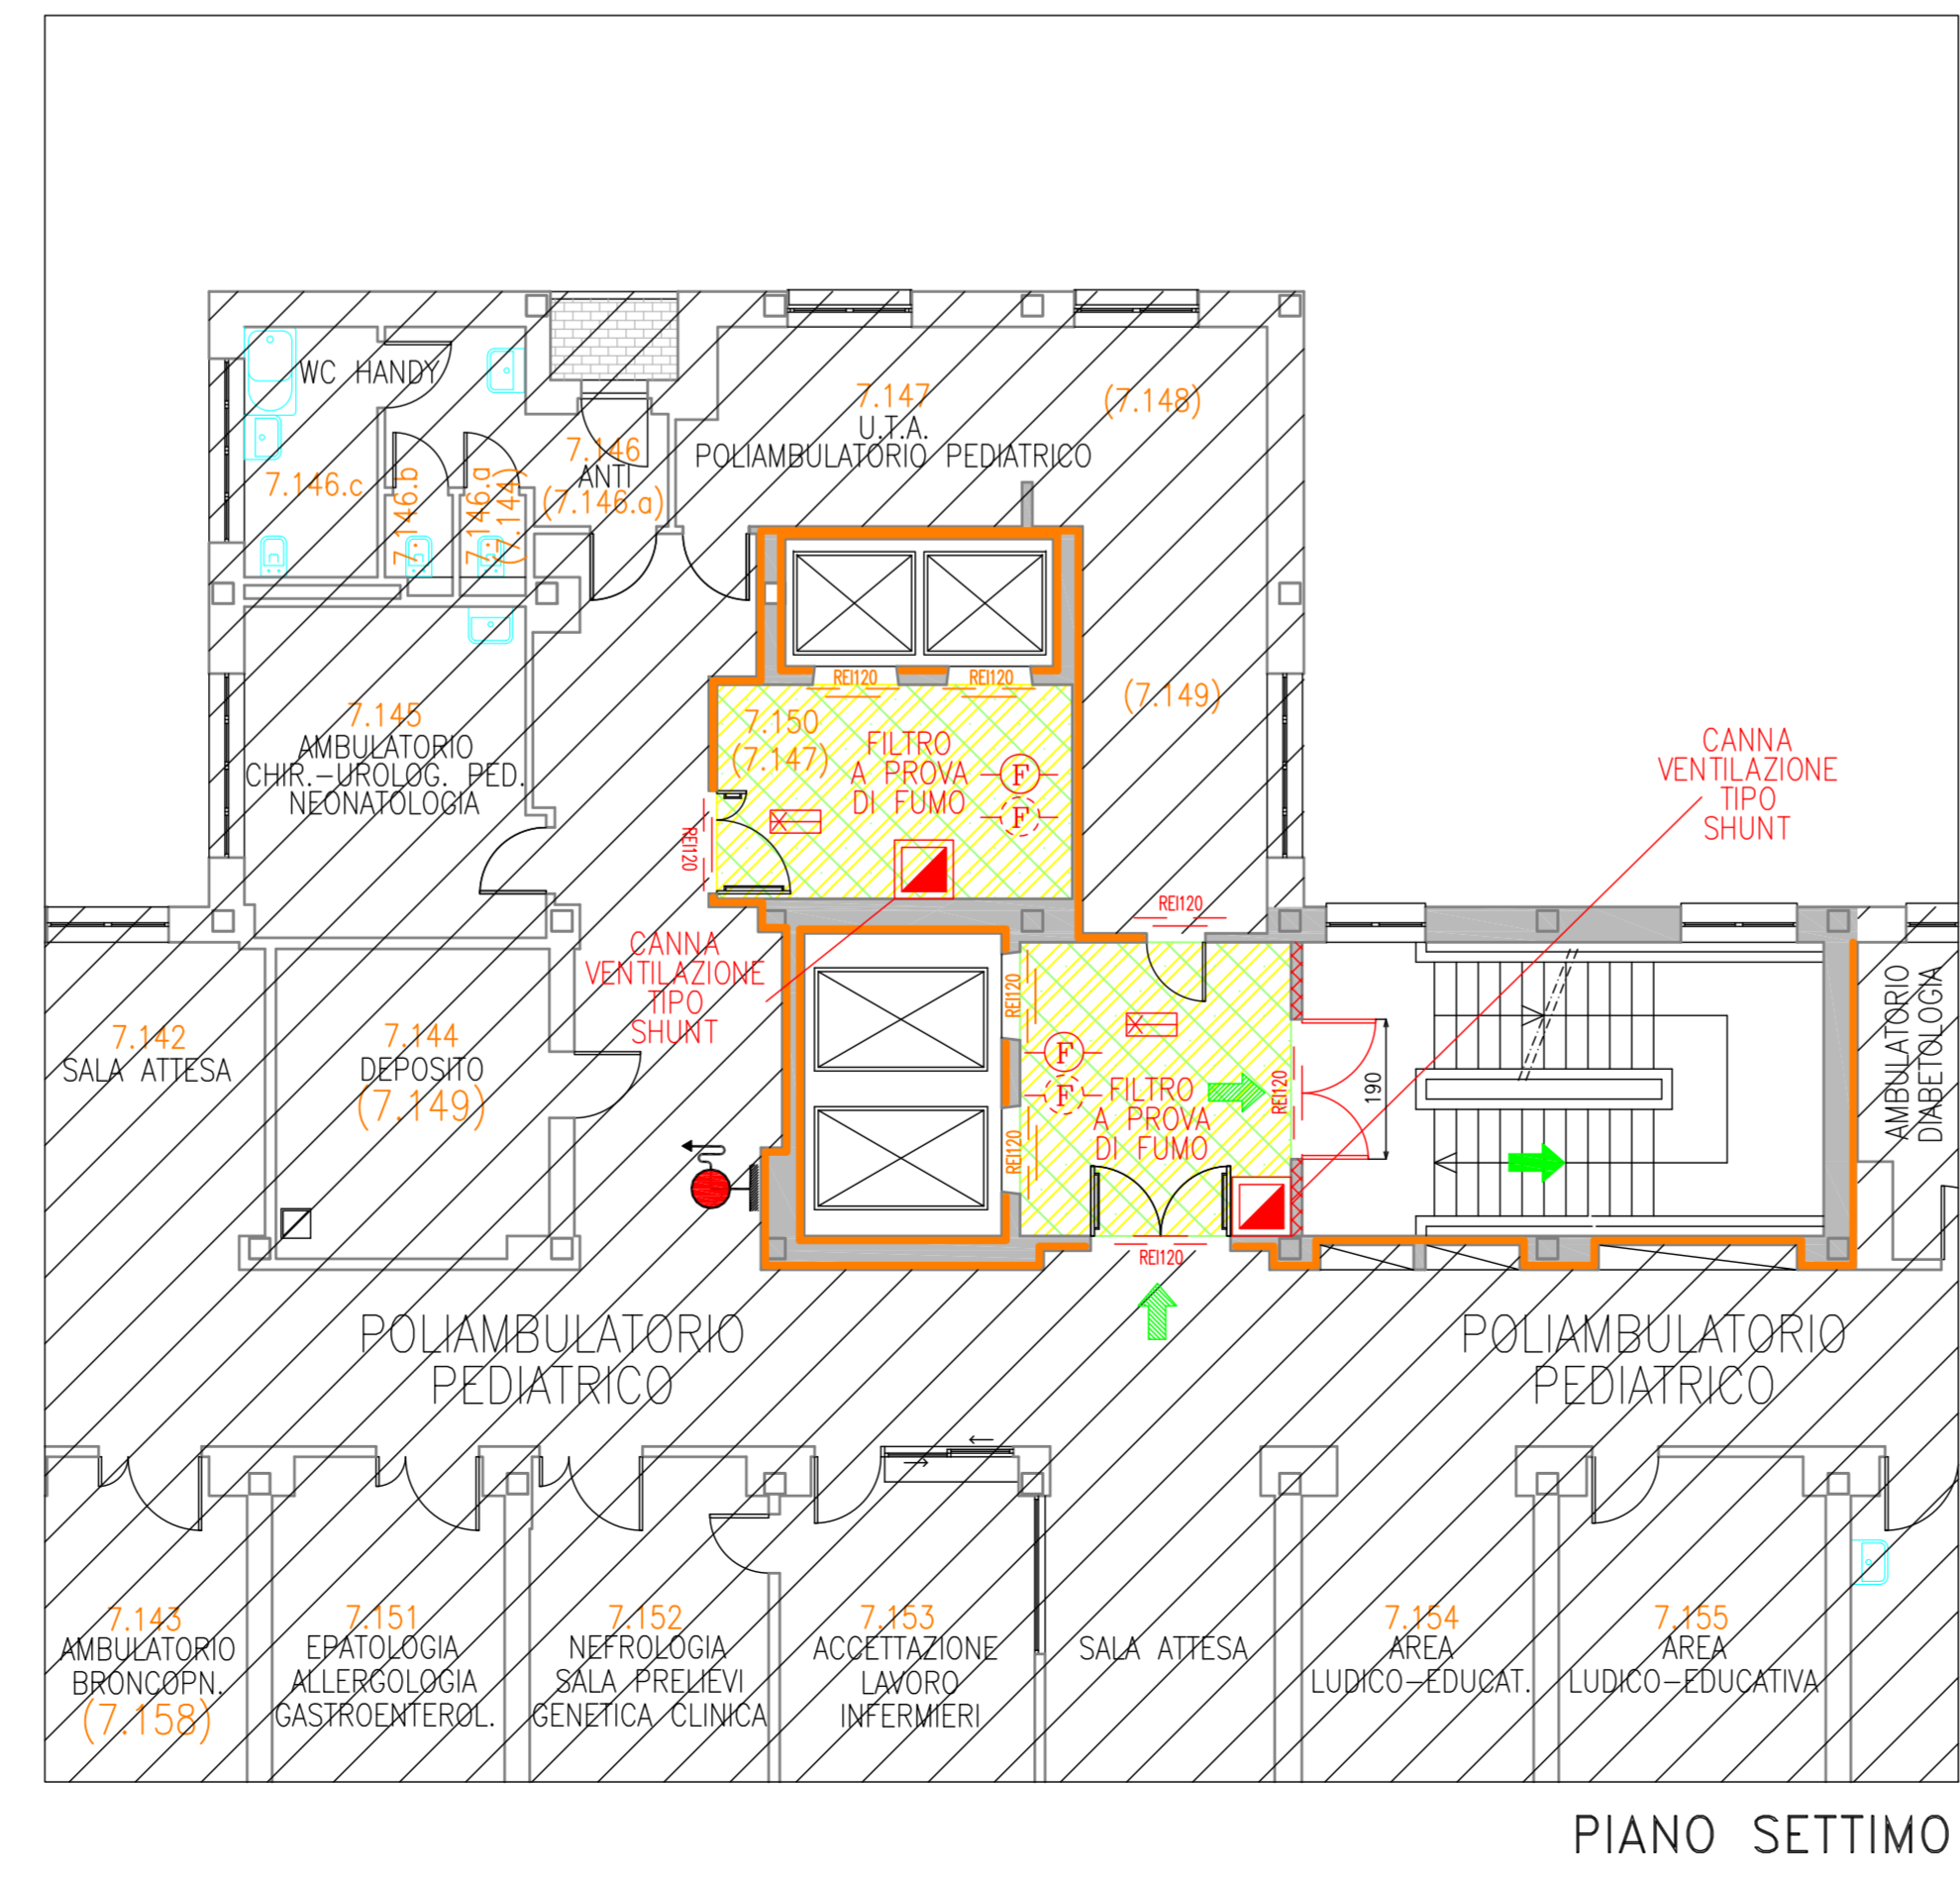 WC HANDY
7.146.c
7.146.b
7.146.a
(7.144)
7.146
ANTI
(7.146.a)
7.147
U.T.A.
POLIAMBULATORIO PEDIATRICO
(7.148)
(7.149)
REI120
REI120
7.150
(7.147)
FILTRO
A PROVA
DI FUMO
F
F
REI120
7.145
AMBULATORIO
CHIR.-UROLOG. PED.
NEONATOLOGIA
CANNA
VENTILAZIONE
TIPO
SHUNT
CANNA
VENTILAZIONE
TIPO
SHUNT
REI120
7.142
SALA ATTESA
7.144
DEPOSITO
(7.149)
REI120
REI120
F
F
FILTRO
A PROVA
DI FUMO
REI120
190
REI120
AMBULATORIO
DIABETOLOGIA
POLIAMBULATORIO
PEDIATRICO
POLIAMBULATORIO
PEDIATRICO
7.143
AMBULATORIO
BRONCOPN.
(7.158)
7.151
EPATOLOGIA
ALLERGOLOGIA
GASTROENTEROL.
7.152
NEFROLOGIA
SALA PRELIEVI
GENETICA CLINICA
7.153
ACCETTAZIONE
LAVORO
INFERMIERI
SALA ATTESA
7.154
AREA
LUDICO-EDUCAT.
7.155
AREA
LUDICO-EDUCATIVA
PIANO SETTIMO